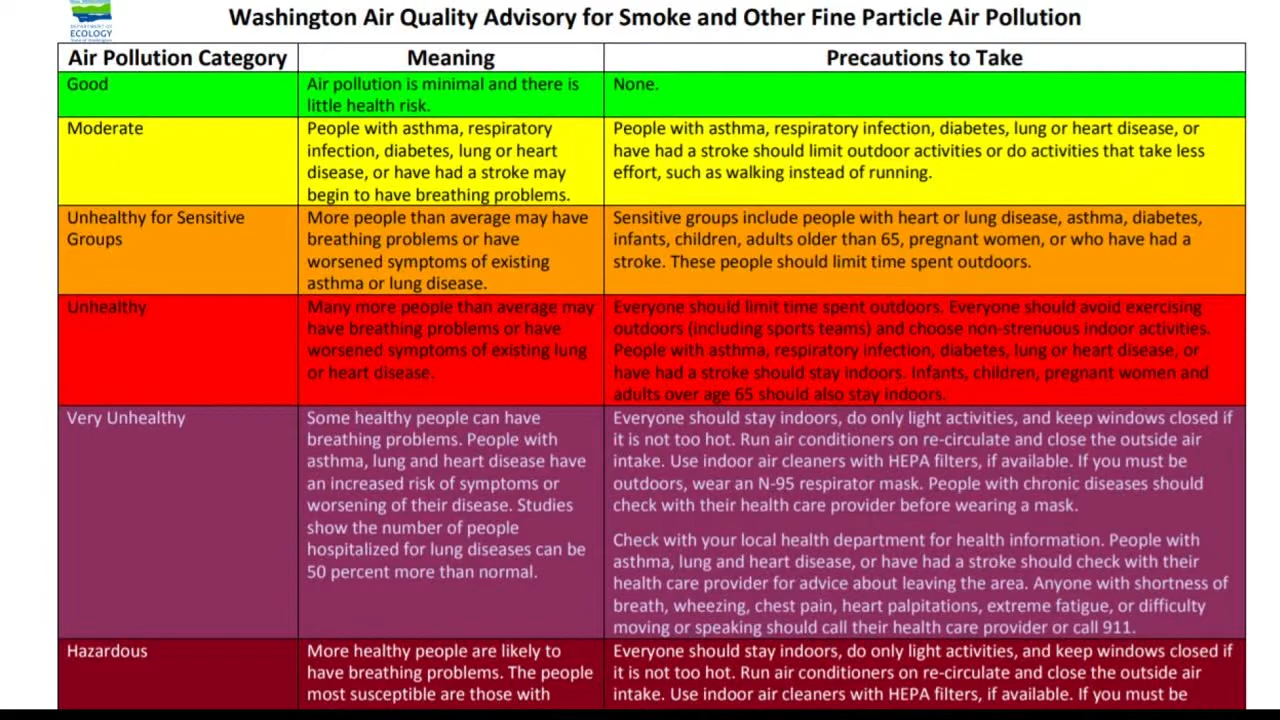 Washington Air Quality Advisory for Smoke and Other Fine Particle Air Pollution
DEPARTMENT OF
ECOLOGY
State of Washington
Air Pollution Category
Meaning
Precautions to Take
Good
Air pollution is minimal and there is
little health risk.
None.
Moderate
People with asthma, respiratory
infection, diabetes, lung or heart
disease, or have had a stroke may
begin to have breathing problems.
People with asthma, respiratory infection, diabetes, lung or heart disease, or
have had a stroke should limit outdoor activities or do activities that take less
effort, such as walking instead of running.
Unhealthy for Sensitive
Groups
More people than average may have
breathing problems or have
worsened symptoms of existing
asthma or lung disease.
Sensitive groups include people with heart or lung disease, asthma, diabetes,
infants, children, adults older than 65, pregnant women, or who have had a
stroke. These people should limit time spent outdoors.
Unhealthy
Many more people than average may
have breathing problems or have
worsened symptoms of existing lung
or heart disease.
Everyone should limit time spent outdoors. Everyone should avoid exercising
outdoors (including sports teams) and choose non-strenuous indoor activities.
People with asthma, respiratory infection, diabetes, lung or heart disease, or
have had a stroke should stay indoors. Infants, children, pregnant women and
adults over age 65 should also stay indoors.
Very Unhealthy
Some healthy people can have
breathing problems. People with
asthma, lung and heart disease have
an increased risk of symptoms or
worsening of their disease. Studies
show the number of people
hospitalized for lung diseases can be
50 percent more than normal.
Everyone should stay indoors, do only light activities, and keep windows closed if
it is not too hot. Run air conditioners on re-circulate and close the outside air
intake. Use indoor air cleaners with HEPA filters, if available. If you must be
outdoors, wear an N-95 respirator mask. People with chronic diseases should
check with their health care provider before wearing a mask.
Check with your local health department for health information. People with
asthma, lung and heart disease, or have had a stroke should check with their
health care provider for advice about leaving the area. Anyone with shortness of
breath, wheezing, chest pain, heart palpitations, extreme fatigue, or difficulty
moving or speaking should call their health care provider or call 911.
Hazardous
More healthy people are likely to
have breathing problems. The people
most susceptible are those with
Everyone should stay indoors, do only light activities, and keep windows closed if
it is not too hot. Run air conditioners on re-circulate and close the outside air
intake. Use indoor air cleaners with HEPA filters, if available. If you must be